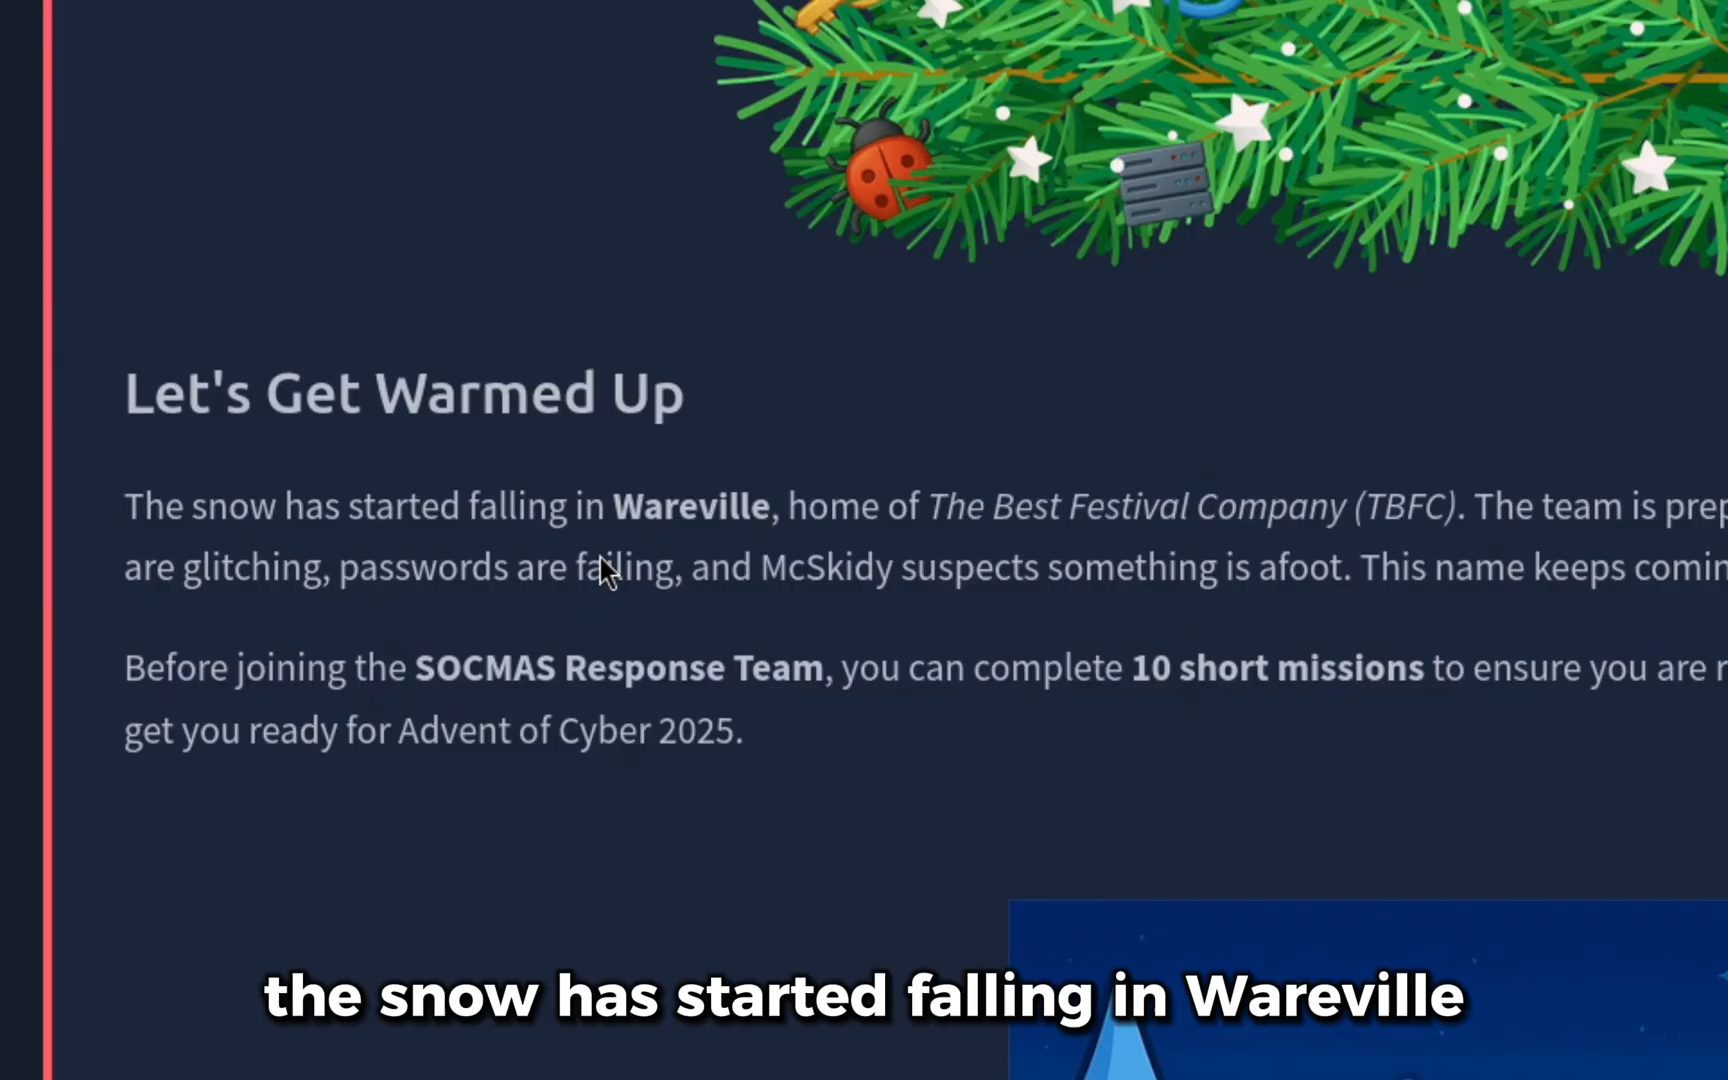 Let's Get Warmed Up
The snow has started falling in Wareville, home of The Best Festival Company (TBFC). The team is
are glitching, passwords are failing, and McSkidy suspects something is afoot. This name keeps
Before joining the SOCMAS Response Team, you can complete 10 short missions to ensure you are
get you ready for Advent of Cyber 2025.
the snow has started falling in Wareville